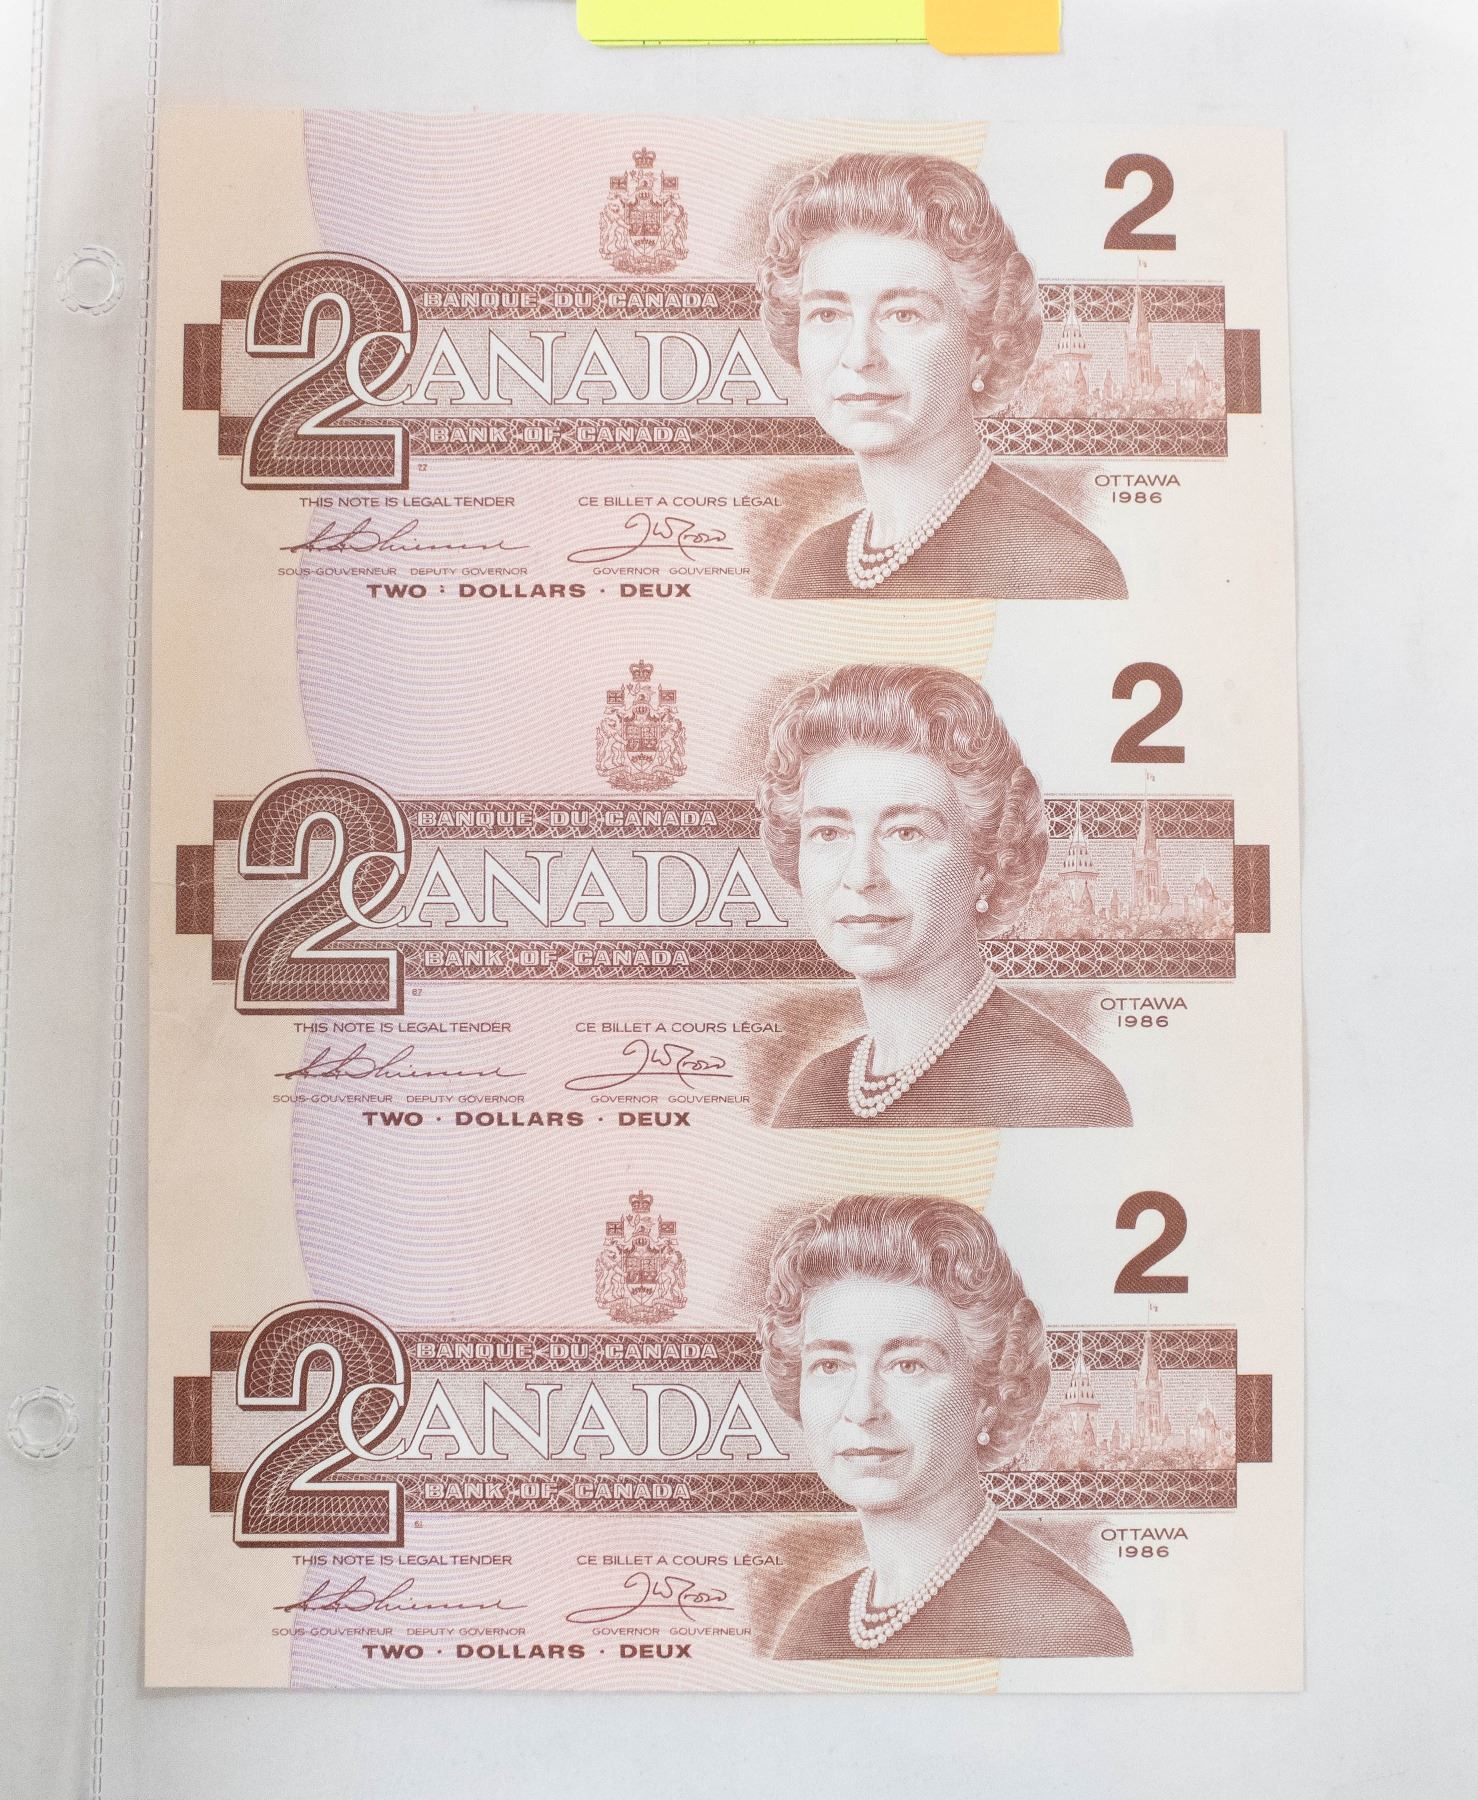 2
BANQUE DU CANADA
2 CANADA
BANK OF CANADA
OTTAWA
1986
THIS NOTE IS LEGAL TENDER CE BILLET A COURS LÉGAL
SOUS-GOUVERNEUR DEPUTY GOVERNOR GOVERNOR GOUVERNEUR
TWO : DOLLARS · DEUX
2
BANQUE DU CANADA
2 CANADA
BANK OF CANADA
67
OTTAWA
1986
THIS NOTE IS LEGAL TENDER CE BILLET A COURS LÉGAL
SOUS-GOUVERNEUR DEPUTY GOVERNOR GOVERNOR GOUVERNEUR
TWO · DOLLARS · DEUX
2
BANQUE DU CANADA
2 CANADA
BANK OF CANADA
OTTAWA
1986
THIS NOTE IS LEGAL TENDER CE BILLET A COURS LÉGAL
SOUS-GOUVERNEUR DEPUTY GOVERNOR GOVERNOR GOUVERNEUR
TWO · DOLLARS · DEUX